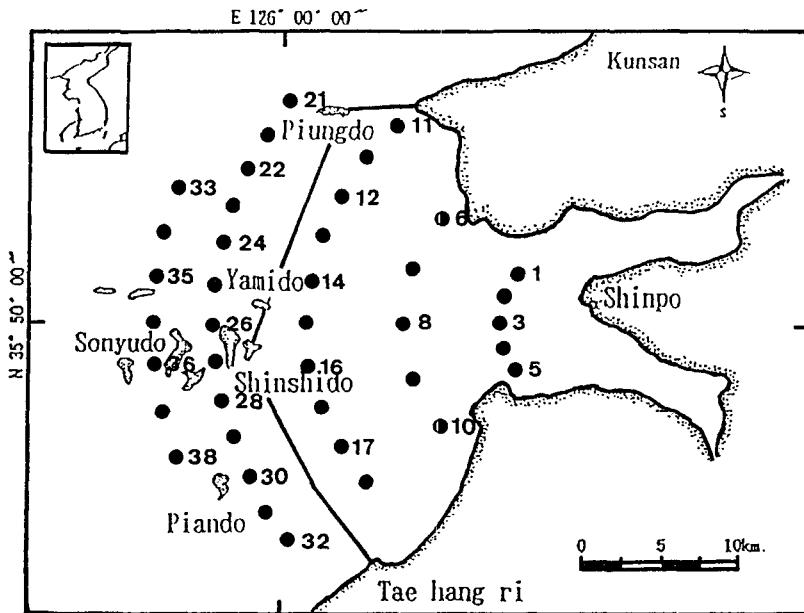 E 126° 00′ 00″
Kunsan
S
21
Piungdo
11
22
33
12
6
24
35
Yamido
14
1
Shinpo
N 35° 50′ 00″
26
8
3
Sonyudo
36
Shinshido
16
5
28
10
17
38
30
Piando
32
0 5 10km.
Tae hang ri